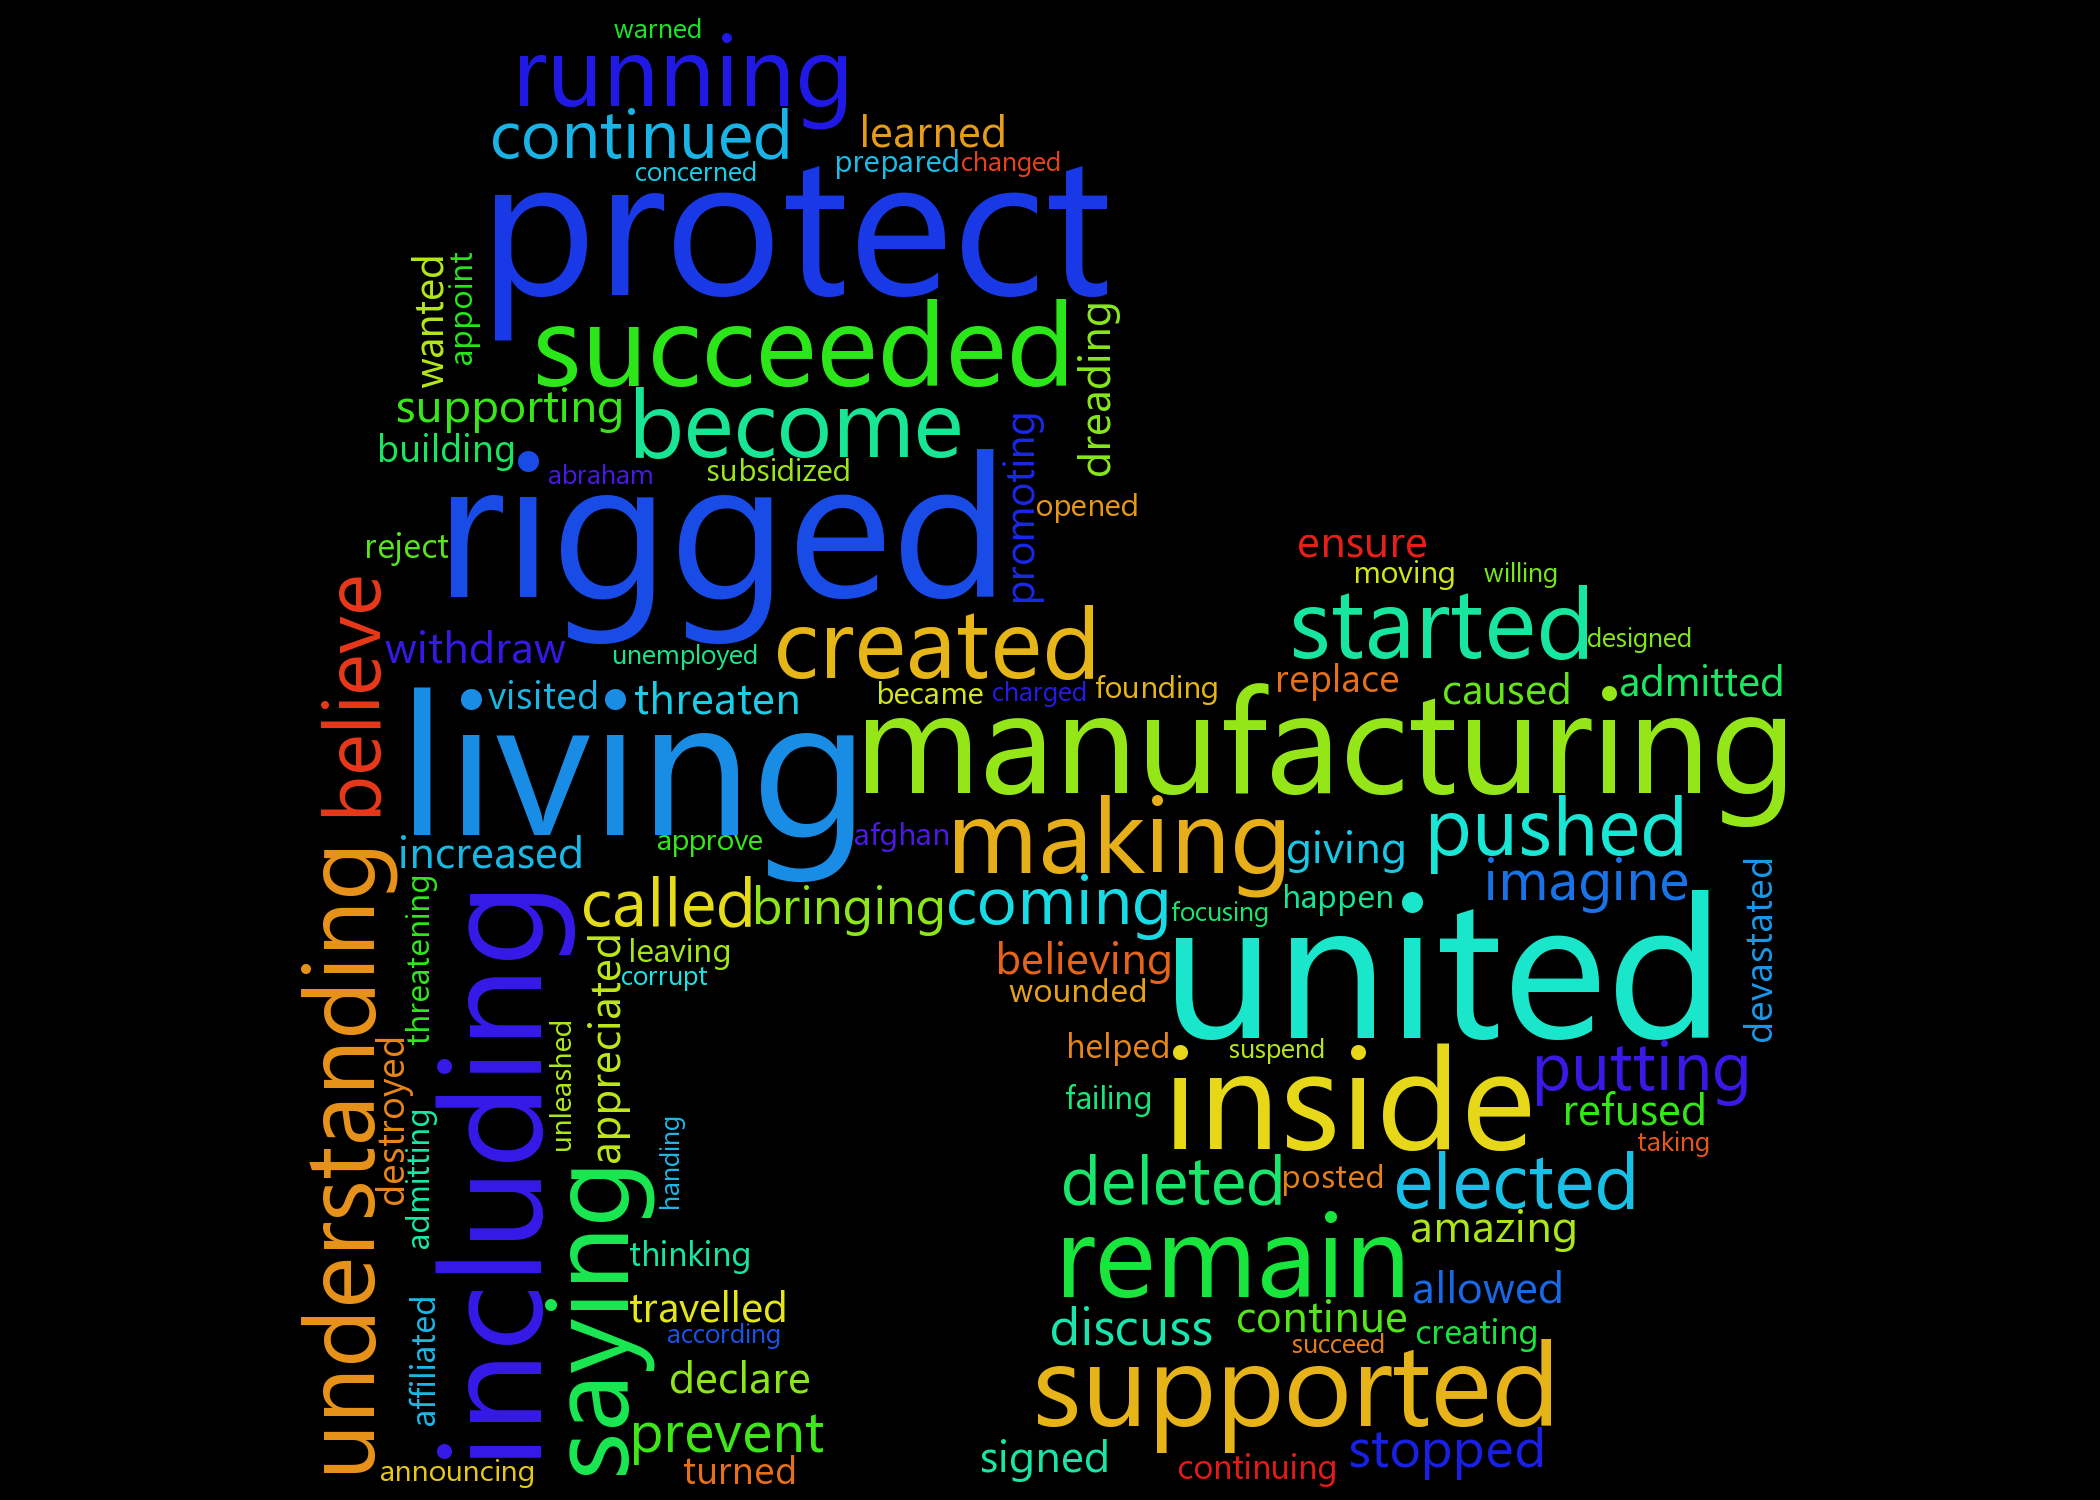 warned
running
continued
learned
concerned
prepared
changed
protect
wanted
appoint
succeeded
dreading
supporting
become
building
abraham
subsidized
promoting
rigged
opened
reject
ensure
moving
willing
believe
withdraw
unemployed
created
started
designed
visited
threaten
became
charged
founding
replace
caused
admitted
living
manufacturing
increased
approve
afghan
making
giving
pushed
understanding
threatening
including
called
bringing
coming
focusing
happen
imagine
devastated
leaving
corrupt
appreciated
believing
wounded
united
destroyed
unleashed
helped
suspend
failing
inside
putting
refused
taking
admitting
handing
saying
deleted
posted
elected
thinking
remain
amazing
travelled
according
allowed
affiliated
discuss
continue
creating
succeed
declare
supported
prevent
turned
announcing
signed
continuing
stopped